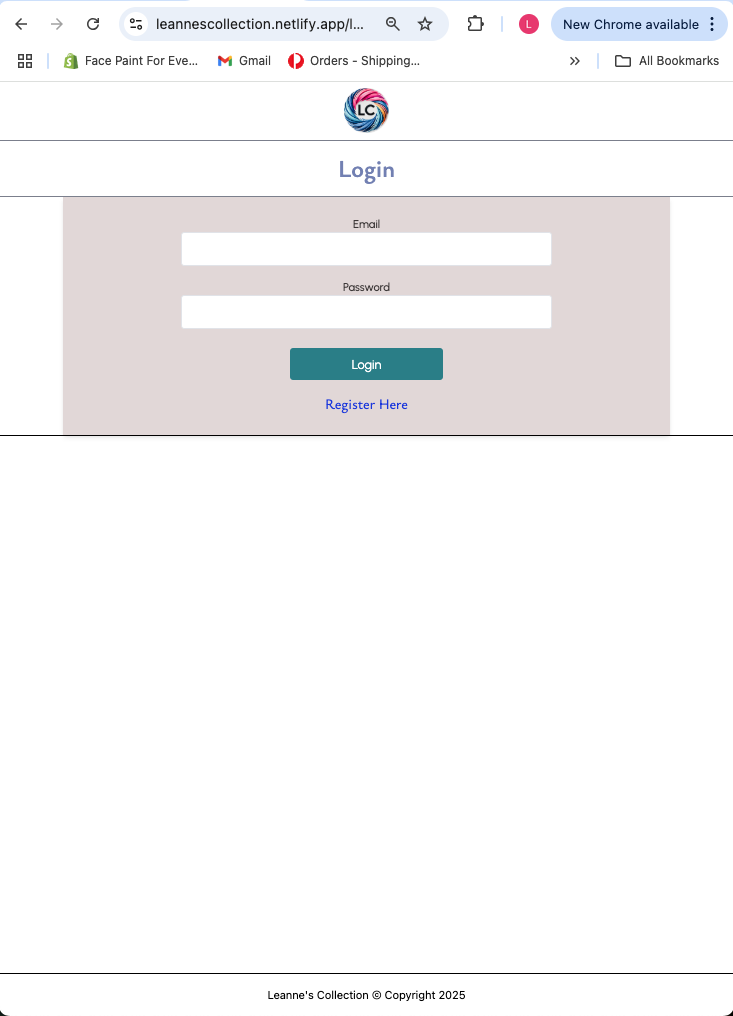 leannescollection.netlify.app/l...
L
New Chrome available
Face Paint For Eve...
Gmail
Orders - Shipping...
All Bookmarks
LC
Login
Email
Password
Login
Register Here
Leanne's Collection © Copyright 2025